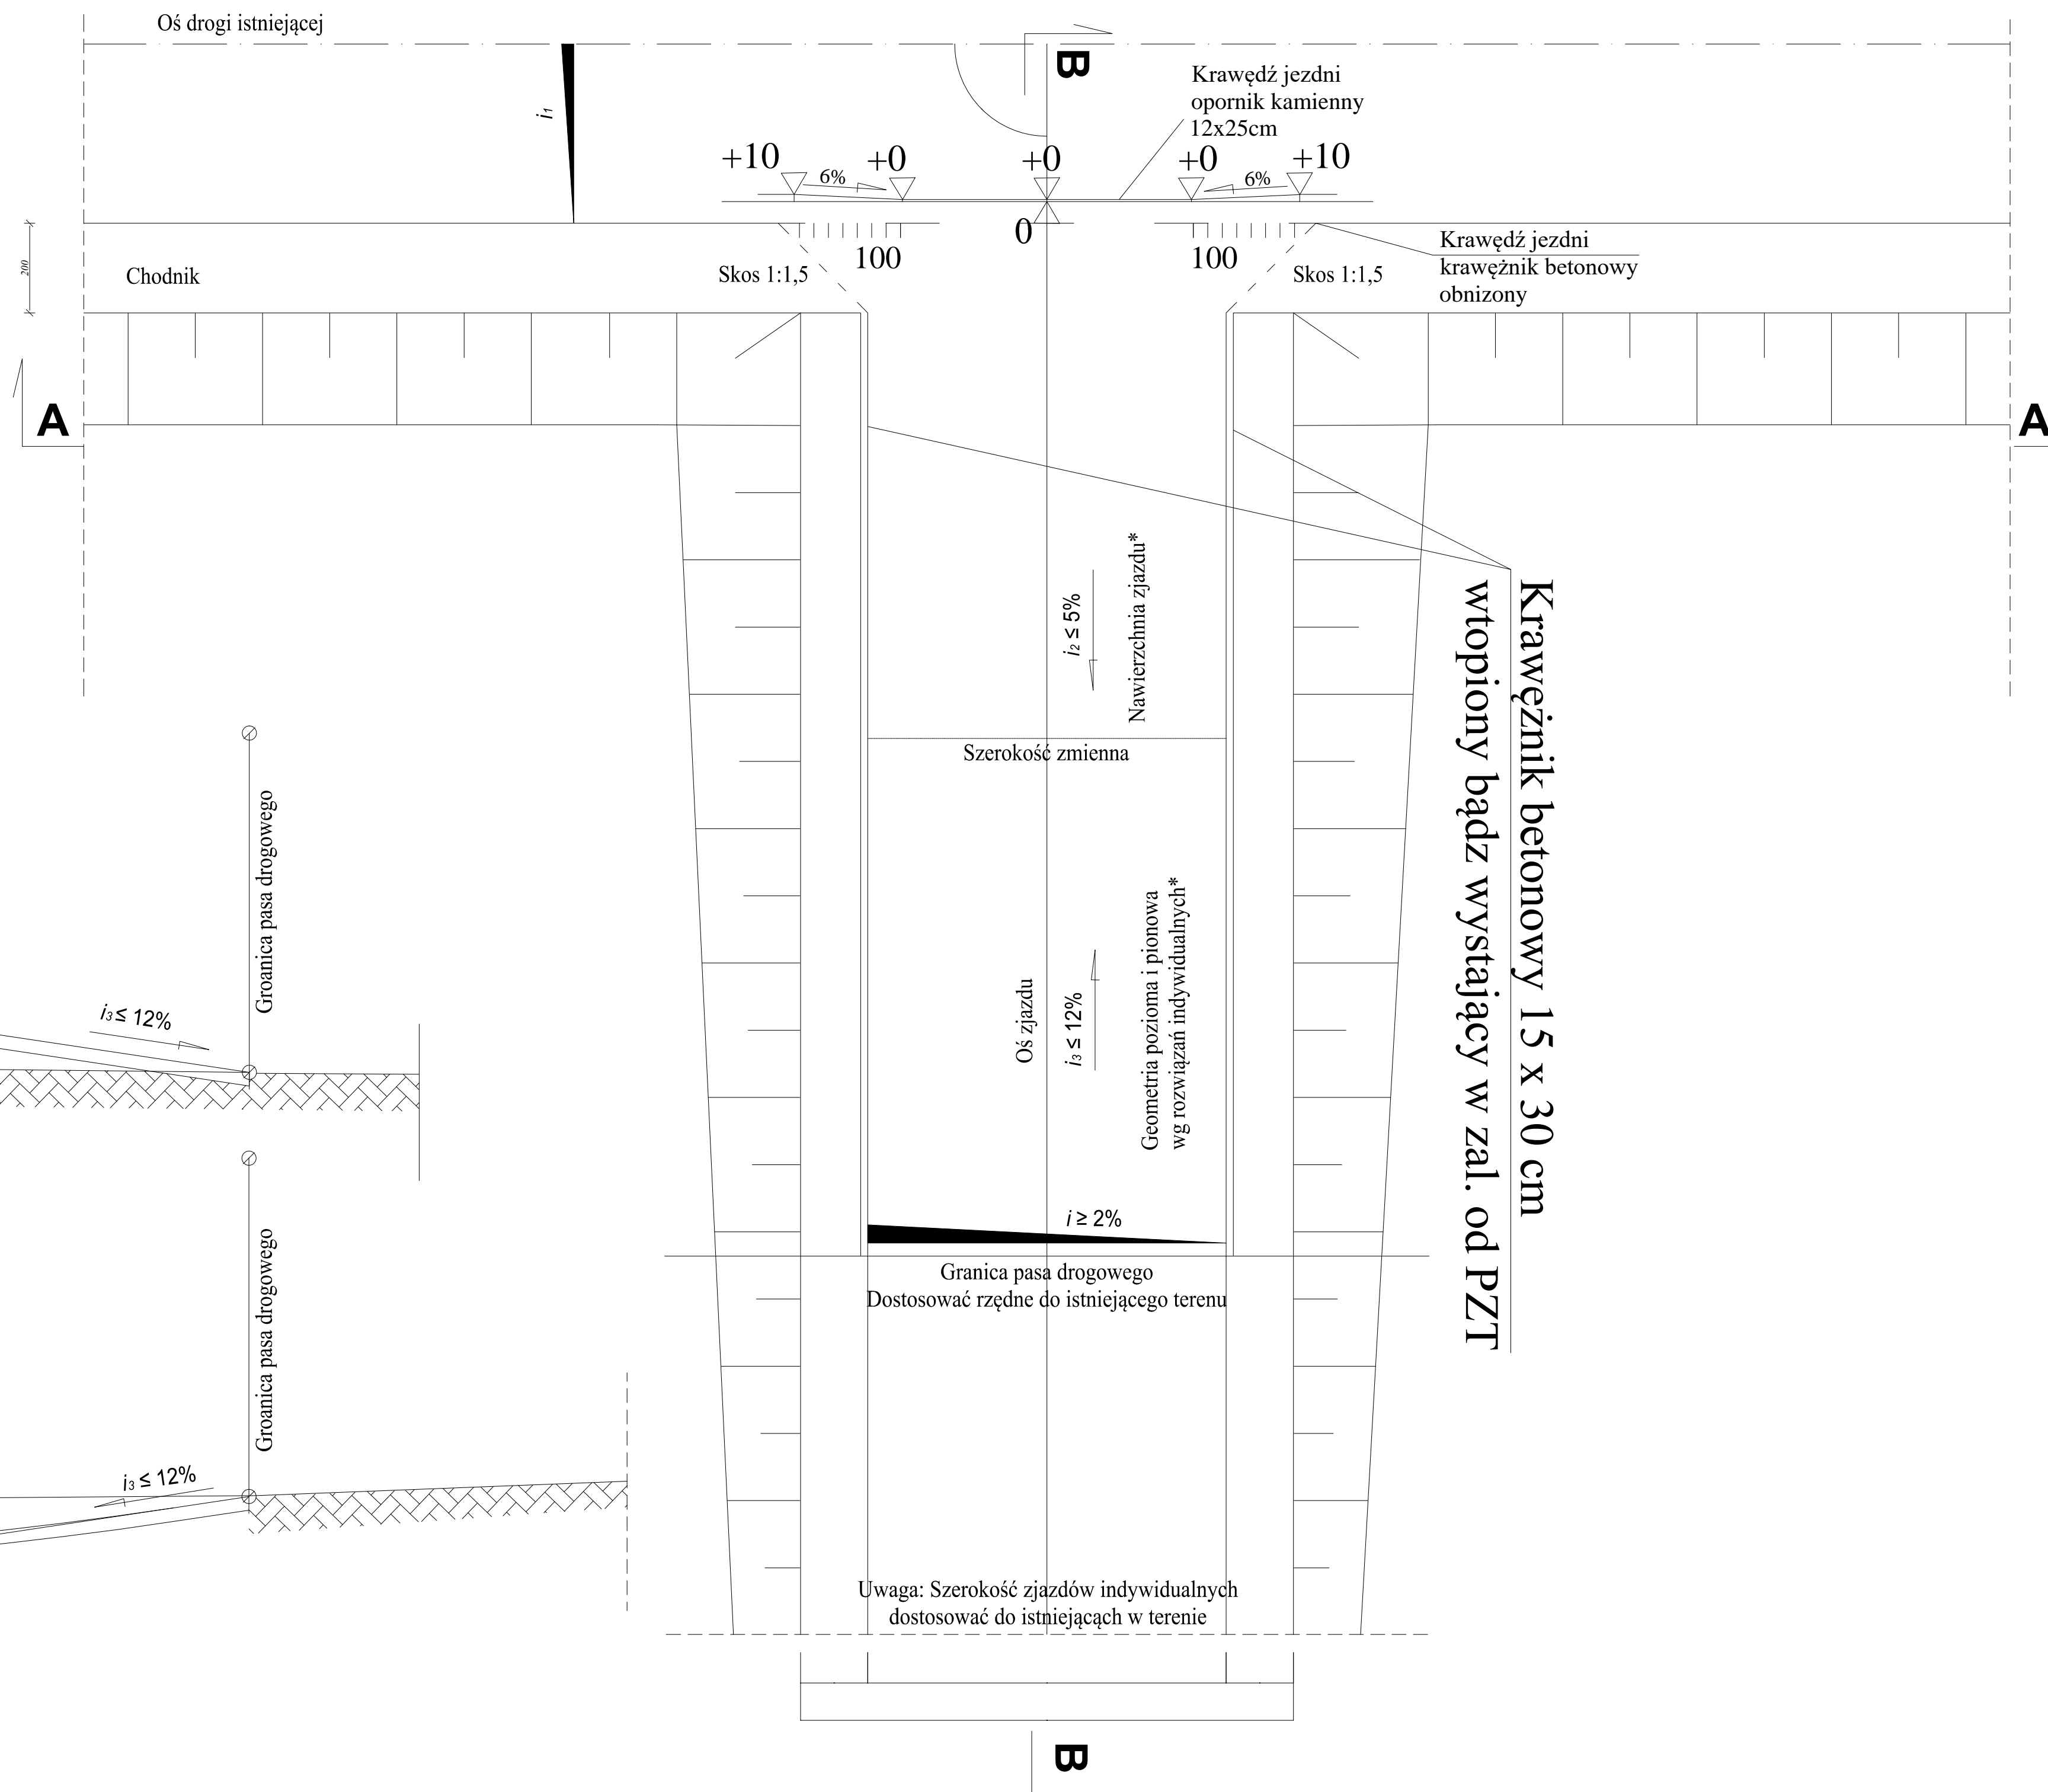 Oś drogi istniejącej
B
Krawędź jezdni
opornik kamienny
12x25cm
i1
+10
+0
+0
+0
+10
6%
6%
0
100
100
200
Chodnik
Skos 1:1,5
Skos 1:1,5
Krawędź jezdni
krawężnik betonowy
obnizony
A
A
i2 ≤ 5%
Nawierzchnia zjazdu*
Krawężnik betonowy 15 x 30 cm
wtopiony bądz wystający w zal. od PZT
Szerokość zmienna
Groanica pasa drogowego
i3 ≤ 12%
Oś zjazdu
i3 ≤ 12%
Geometria pozioma i pionowa
wg rozwiązań indywidualnych*
i ≥ 2%
Granica pasa drogowego
Dostosować rzędne do istniejącego terenu
Groanica pasa drogowego
i3 ≤ 12%
Uwaga: Szerokość zjazdów indywidualnych
dostosować do istniejącąch w terenie
B